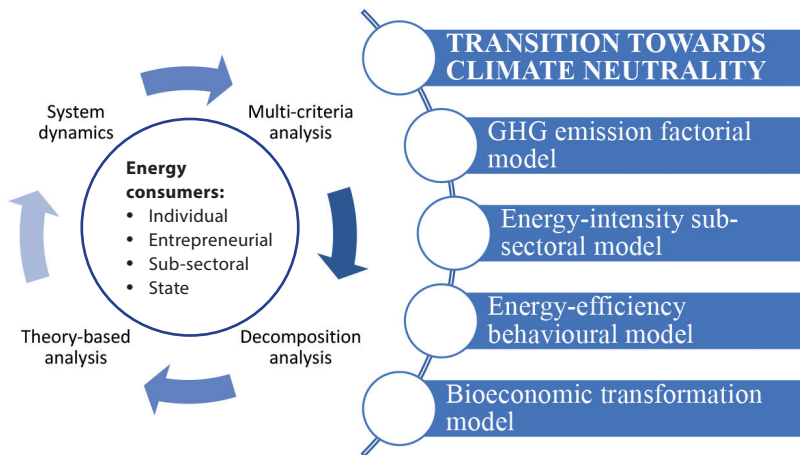 System
dynamics
Multi-criteria
analysis
Energy
consumers:
• Individual
• Entrepreneurial
• Sub-sectoral
• State
Theory-based
analysis
Decomposition
analysis
TRANSITION TOWARDS
CLIMATE NEUTRALITY
GHG emission factorial
model
Energy-intensity sub-
sectoral model
Energy-efficiency
behavioural model
Bioeconomic transformation
model